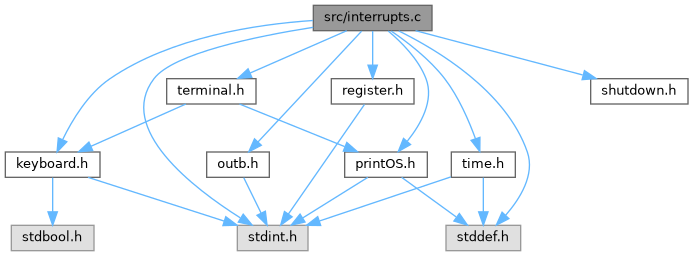 src/interrupts.c
terminal.h
register.h
shutdown.h
keyboard.h
outb.h
printOS.h
time.h
stdbool.h
stdint.h
stddef.h